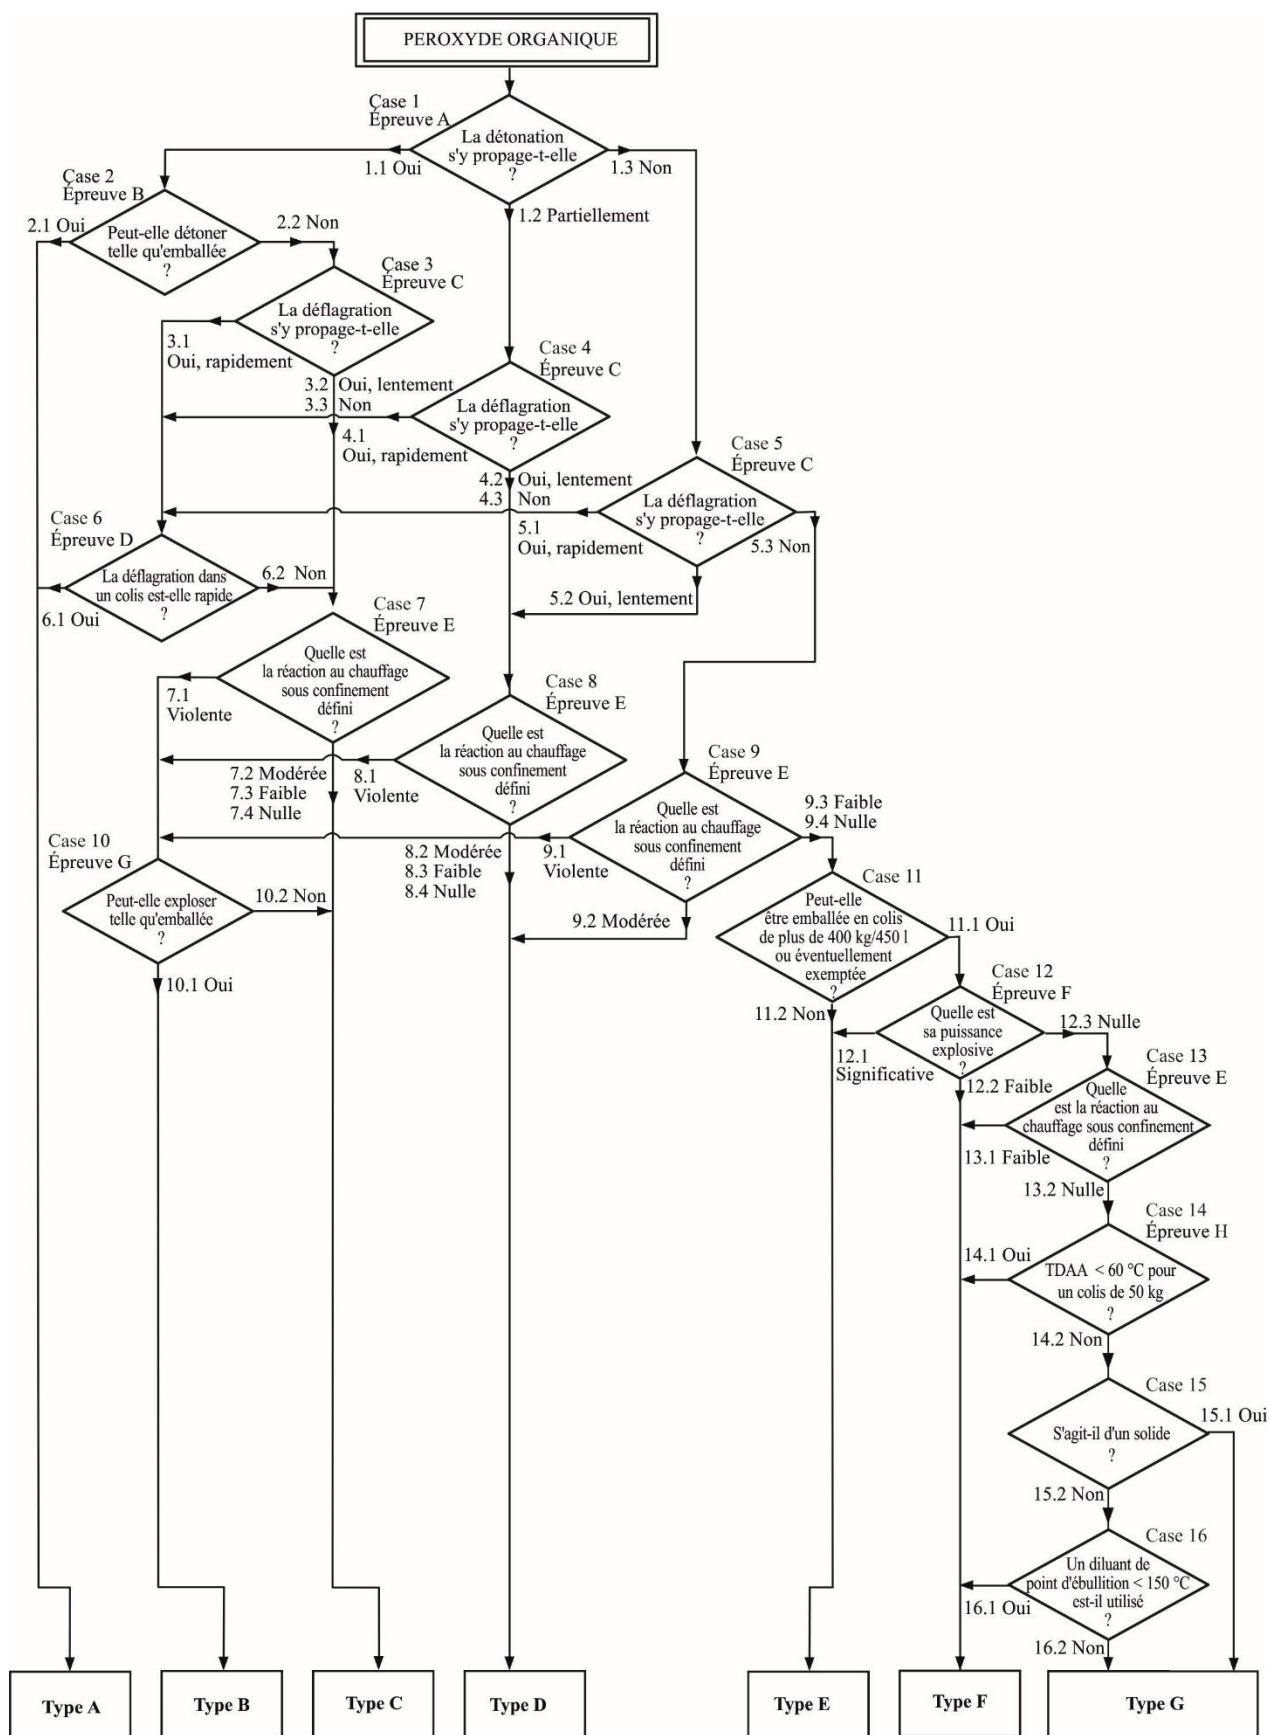 PEROXYDE ORGANIQUE
Case 1
Épreuve A
La détonation
s'y propage-t-elle
?
1.1 Oui
1.3 Non
1.2 Partiellement
Case 2
Épreuve B
Peut-elle détoner
telle qu'emballée
?
2.1 Oui
2.2 Non
Case 3
Épreuve C
La déflagration
s'y propage-t-elle
?
3.1
Oui, rapidement
3.2 Oui, lentement
3.3 Non
Case 4
Épreuve C
La déflagration
s'y propage-t-elle
?
4.1
Oui, rapidement
4.2 Oui, lentement
4.3 Non
Case 5
Épreuve C
La déflagration
s'y propage-t-elle
?
5.1
Oui, rapidement
5.3 Non
5.2 Oui, lentement
Case 6
Épreuve D
La déflagration dans
un colis est-elle rapide
?
6.1 Oui
6.2 Non
Case 7
Épreuve E
Quelle est
la réaction au chauffage
sous confinement
défini
?
7.1
Violente
7.2 Modérée
7.3 Faible
7.4 Nulle
Case 8
Épreuve E
Quelle est
la réaction au chauffage
sous confinement
défini
?
8.1
Violente
8.2 Modérée
8.3 Faible
8.4 Nulle
Case 9
Épreuve E
Quelle est
la réaction au chauffage
sous confinement
défini
?
9.1
Violente
9.2 Modérée
9.3 Faible
9.4 Nulle
Case 10
Épreuve G
Peut-elle exploser
telle qu'emballée
?
10.2 Non
10.1 Oui
Case 11
Peut-elle
être emballée en colis
de plus de 400 kg/450 l
ou éventuellement
exemptée
?
11.1 Oui
11.2 Non
Case 12
Épreuve F
Quelle est
sa puissance
explosive
?
12.1
Significative
12.2 Faible
12.3 Nulle
Case 13
Épreuve E
Quelle
est la réaction au
chauffage sous confinement
défini
?
13.1 Faible
13.2 Nulle
Case 14
Épreuve H
TDAA < 60 °C pour
un colis de 50 kg
?
14.1 Oui
14.2 Non
Case 15
S'agit-il d'un solide
?
15.1 Oui
15.2 Non
Case 16
Un diluant de
point d'ébullition < 150 °C
est-il utilisé
?
16.1 Oui
16.2 Non
Type A
Type B
Type C
Type D
Type E
Type F
Type G